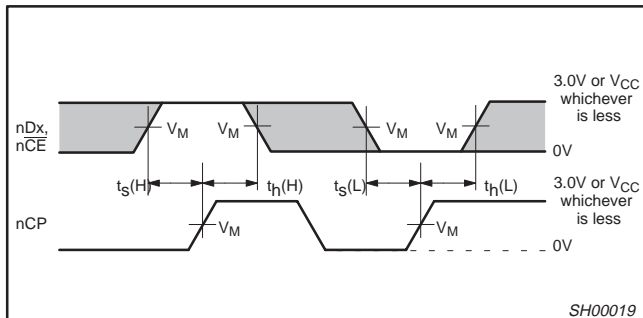 3.0V or VCC
whichever
is less
nDx,
nCE
VM
VM
VM
VM
0V
ts(H)
th(H)
ts(L)
th(L)
3.0V or VCC
whichever
is less
nCP
VM
VM
0V
SH00019